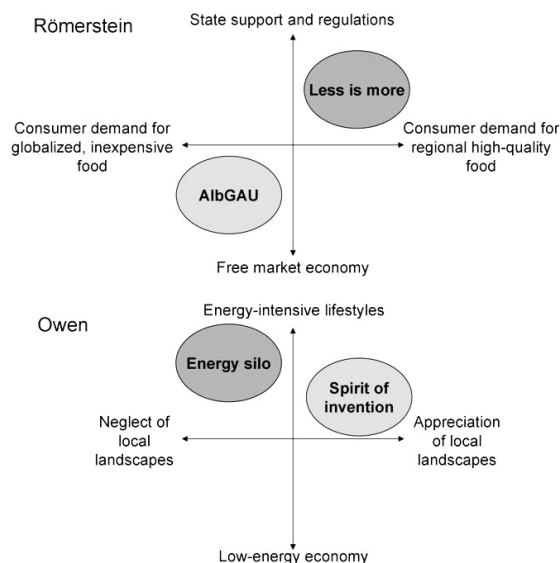 Römerstein
State support and regulations
Less is more
Consumer demand for
globalized, inexpensive
food
Consumer demand for
regional high-quality
food
AlbGAU
Free market economy
Owen
Energy-intensive lifestyles
Energy silo
Spirit of
invention
Neglect of
local
landscapes
Appreciation
of local
landscapes
Low-energy economy